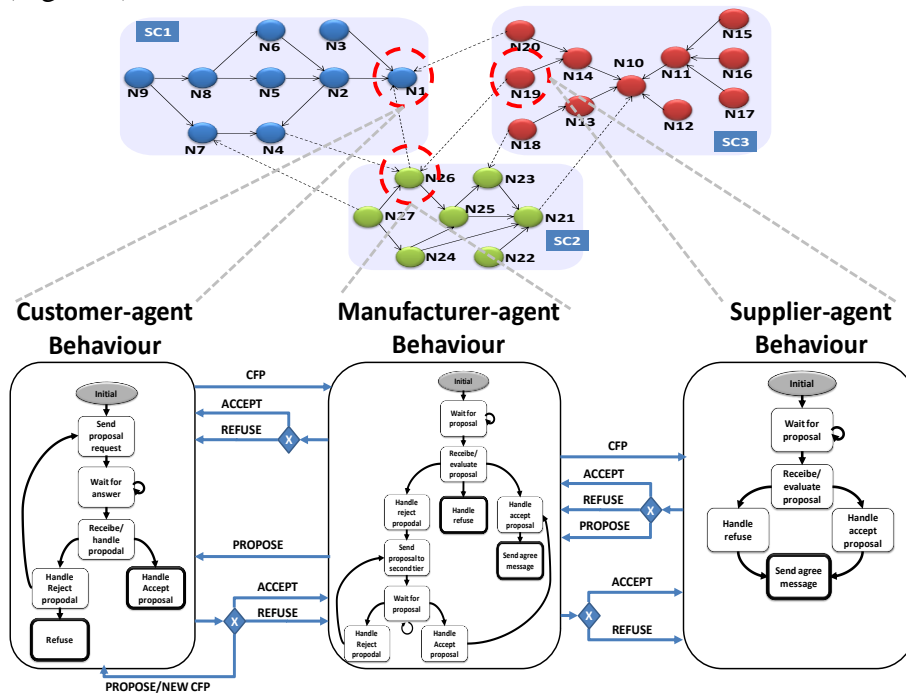 SC1
N6
N3
N20
N15
N14
N10
N11
N16
N9
N8
N5
N2
N1
N19
N13
N12
N17
N7
N4
N18
SC3
N26
N23
N27
N25
N21
N24
N22
SC2
Customer-agent
Behaviour
Manufacturer-agent
Behaviour
Supplier-agent
Behaviour
Initial
Send
proposal
request
Wait for
answer
Receibe/
handle
propodal
Handle
Reject
propodal
Handle
Accept
proposal
Refuse
CFP
ACCEPT
REFUSE
X
PROPOSE
ACCEPT
REFUSE
X
PROPOSE/NEW CFP
Initial
Wait for
proposal
Receibe/
evaluate
proposal
Handle
reject
propodal
Handle
refuse
Handle
accept
proposal
Send
proposal to
second tier
Send agree
message
Wait for
proposal
Handle
Reject
propodal
Handle
Accept
proposal
CFP
ACCEPT
REFUSE
X
PROPOSE
ACCEPT
X
REFUSE
Initial
Wait for
proposal
Receibe/
evaluate
proposal
Handle
refuse
Handle
accept
proposal
Send agree
message